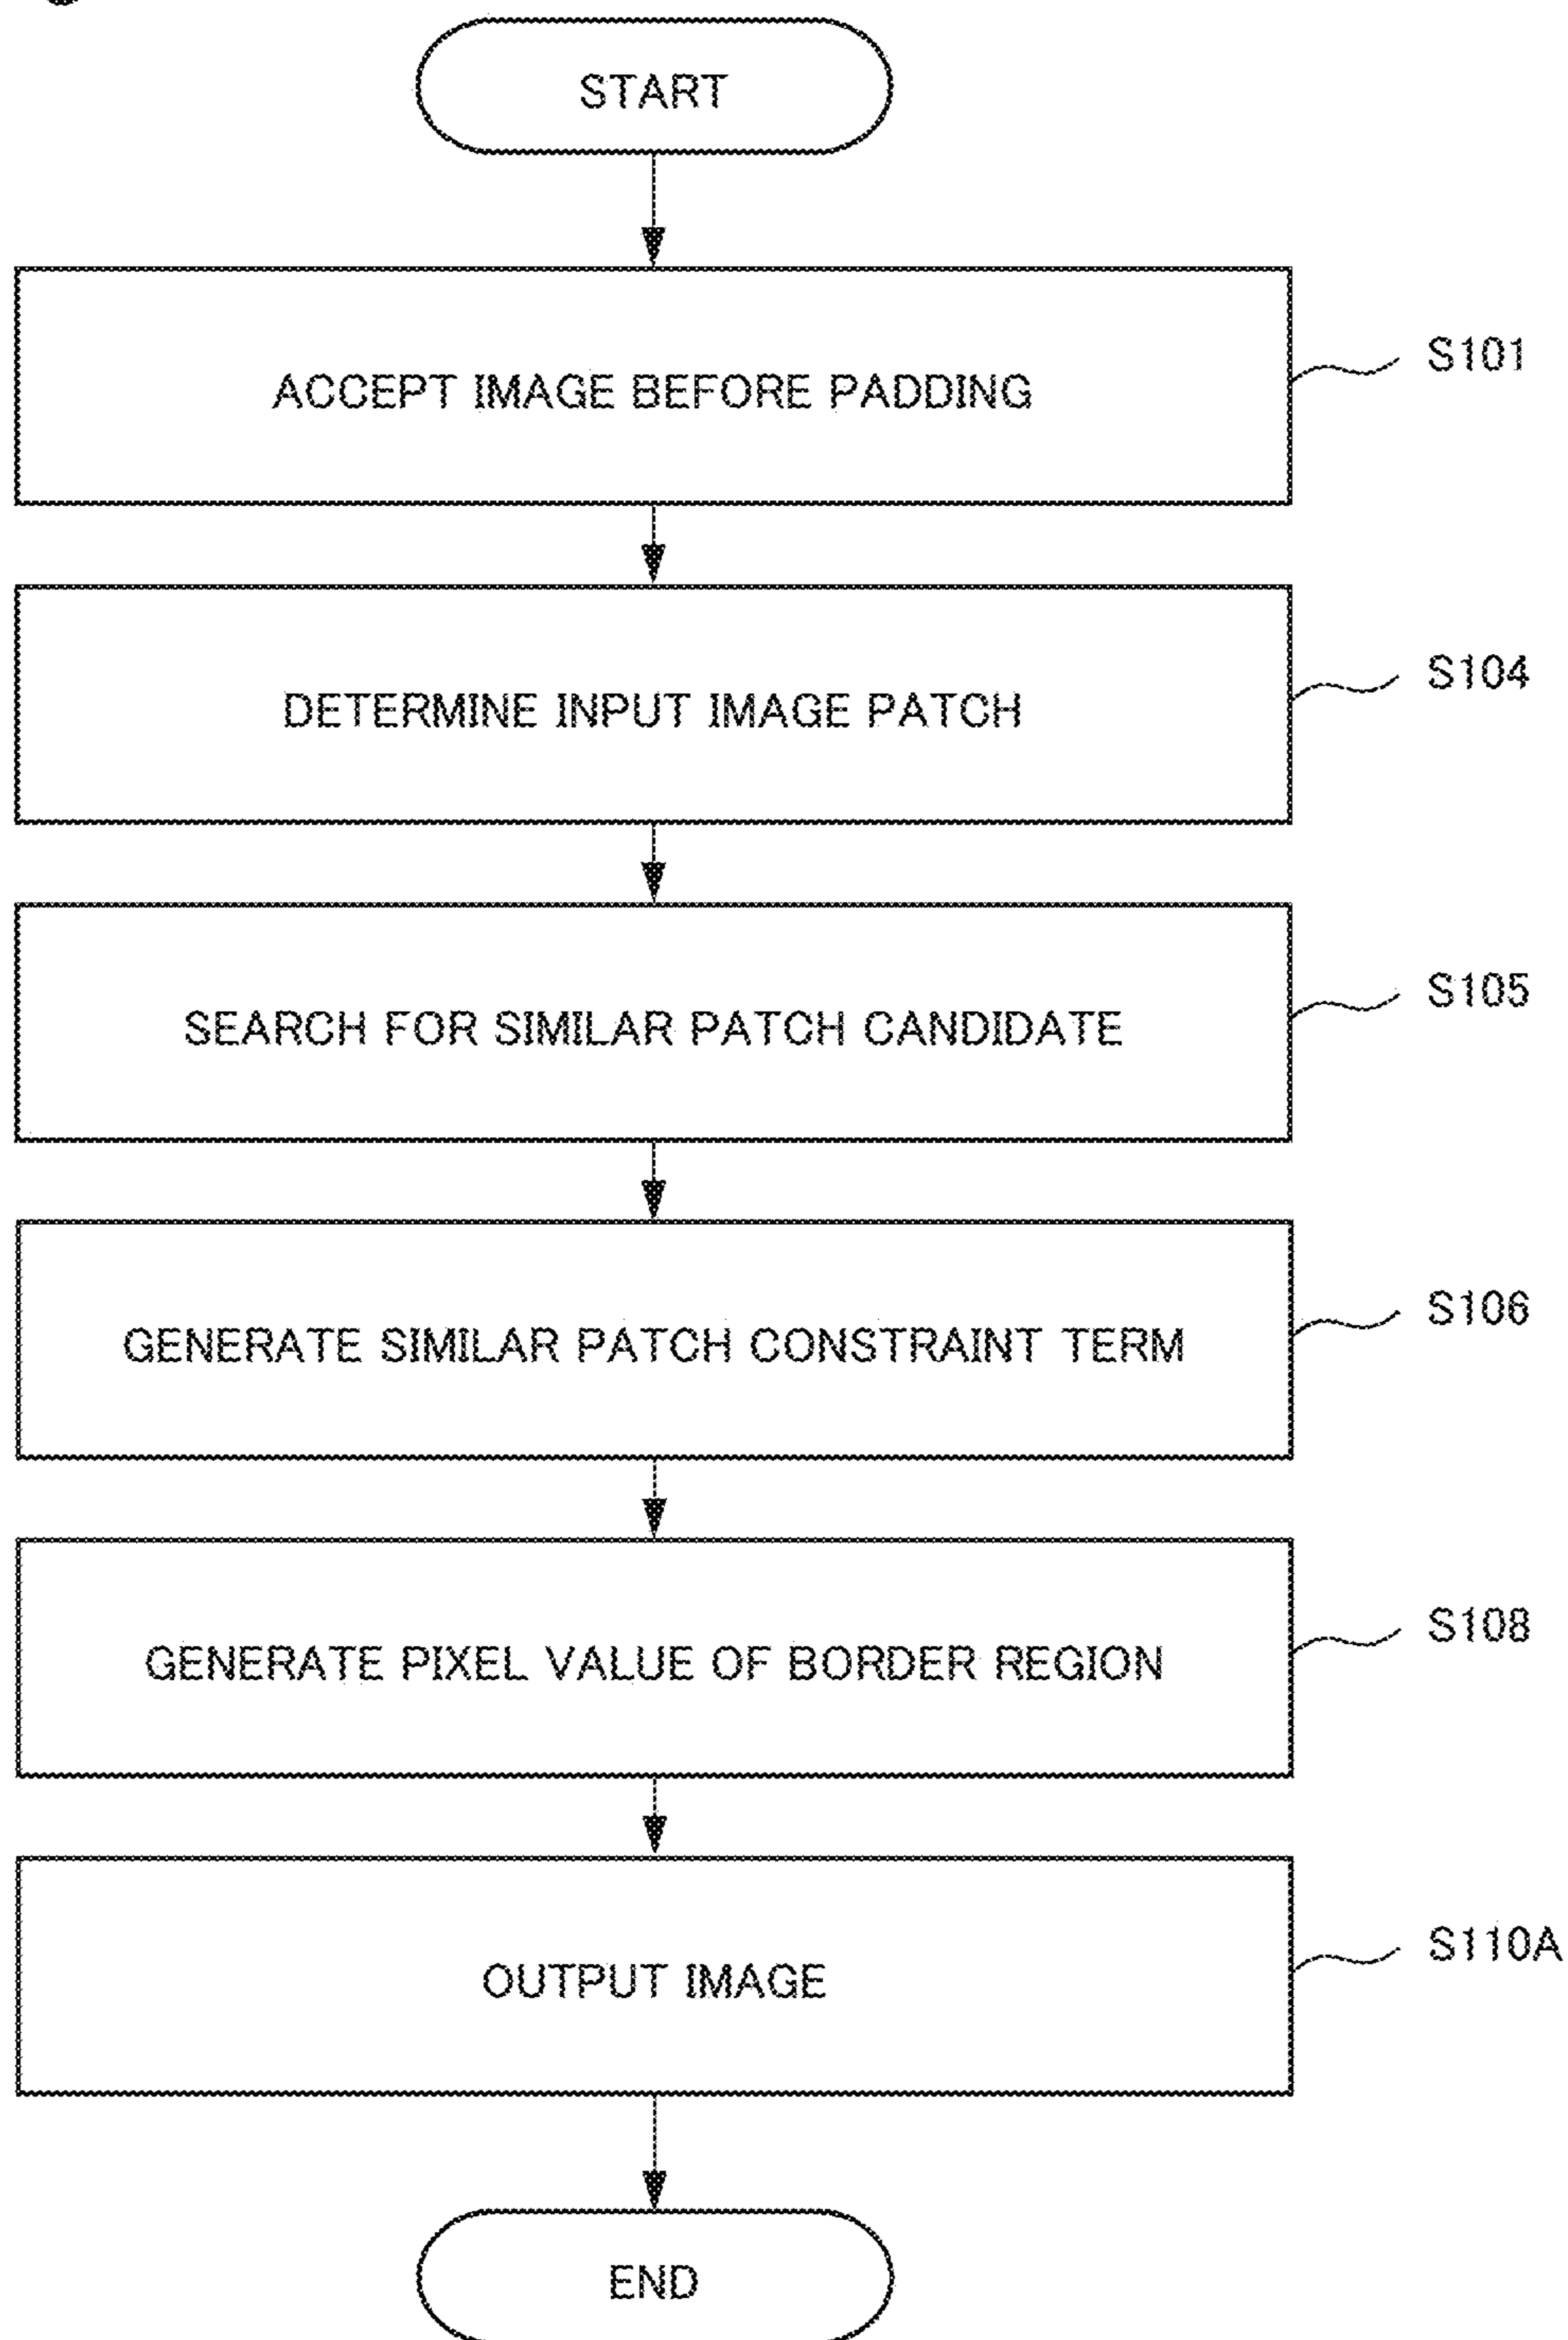 START
ACCEPT IMAGE BEFORE PADDING
S101
DETERMINE INPUT IMAGE PATCH
S104
SEARCH FOR SIMILAR PATCH CANDIDATE
S105
GENERATE SIMILAR PATCH CONSTRAINT TERM
S106
GENERATE PIXEL VALUE OF BORDER REGION
S108
OUTPUT IMAGE
S110A
END